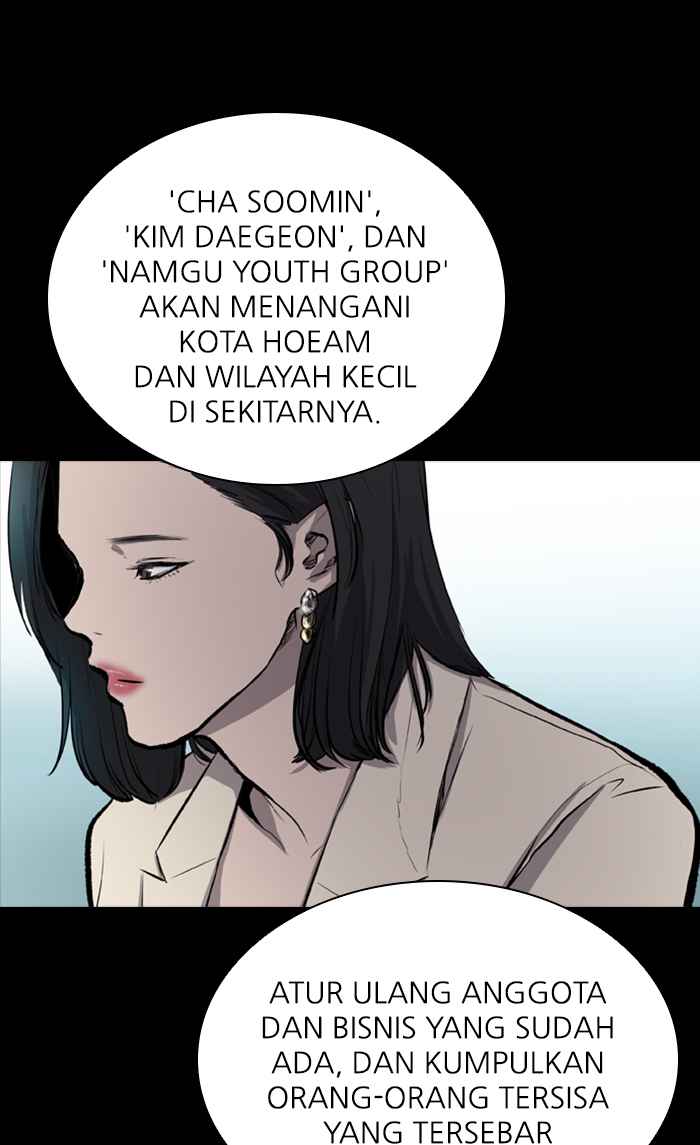 'CHA SOOMIN',
'KIM DAEGEON', DAN
'NAMGU YOUTH GROUP'
AKAN MENANGANI
KOTA HOEAM
DAN WILAYAH KECIL
DI SEKITARNYA.
ATUR ULANG ANGGOTA
DAN BISNIS YANG SUDAH
ADA, DAN KUMPULKAN
ORANG-ORANG TERSISA
YANG TERSEBAR